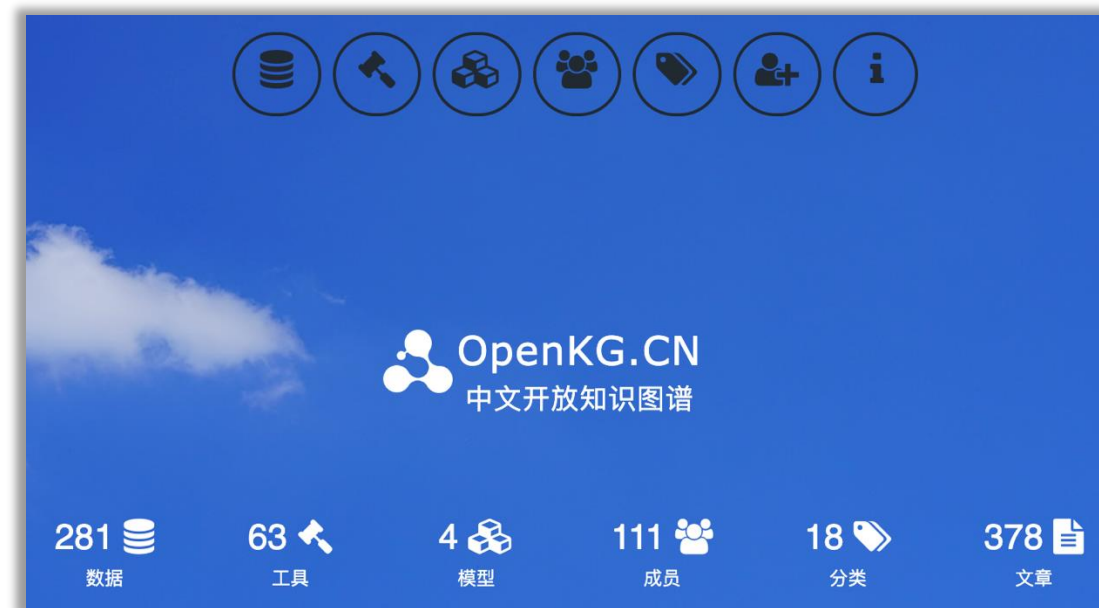 OpenKG.CN
中文开放知识图谱
281
数据
63
工具
4
模型
111
成员
18
分类
378
文章